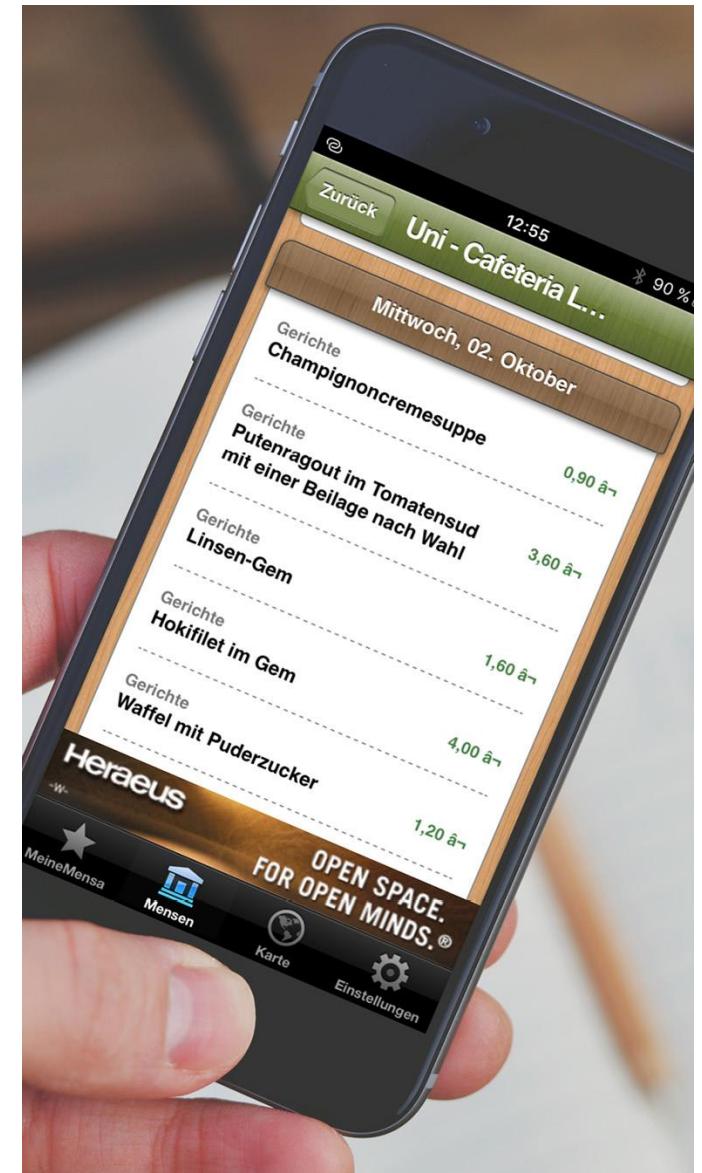 12:55
90 %
Zurück
Uni - Cafeteria L...
Mittwoch, 02. Oktober
Gerichte
Champignoncremesuppe
0,90 â¬
Gerichte
Putenragout im Tomatensud
mit einer Beilage nach Wahl
3,60 â¬
Gerichte
Linsen-Gem
1,60 â¬
Gerichte
Hokifilet im Gem
4,00 â¬
Gerichte
Waffel mit Puderzucker
1,20 â¬
Heraeus
-W-
OPEN SPACE.
FOR OPEN MINDS.®
MeineMensa
Mensen
Karte
Einstellungen